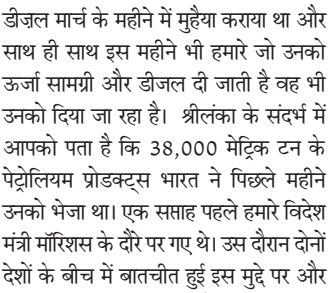 डीज़ल मार्च के महीने में मुहैया कराया था और
साथ ही साथ इस महीने भी हमारे जो उनको
ऊर्जा सामग्री और डीजल दी जाती है वह भी
उनको दिया जा रहा है। श्रीलंका के संदर्भ में
आपको पता है कि 38,000 मेट्रिक टन के
पेट्रोलियम प्रोडक्ट्स भारत ने पिछले महीने
उनको भेजा था। एक सप्ताह पहले हमारे विदेश
मंत्री मॉरिशस के दौरे पर गए थे। उस दौरान दोनों
देशों के बीच में बातचीत हुई इस मुद्दे पर और